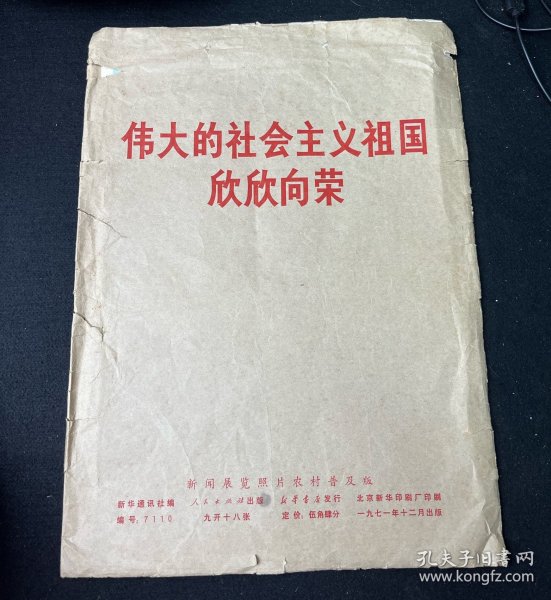 伟大的社会主义祖国
欣欣向荣
新闻展览照片农村普及版
新华通讯社编 人民出版社出版 新华书店发行 北京新华印刷厂印刷
编号:7110 九开十八张 定价:伍角肆分 一九七一年十二月出版
孔夫子旧书网
www.kongfz.com